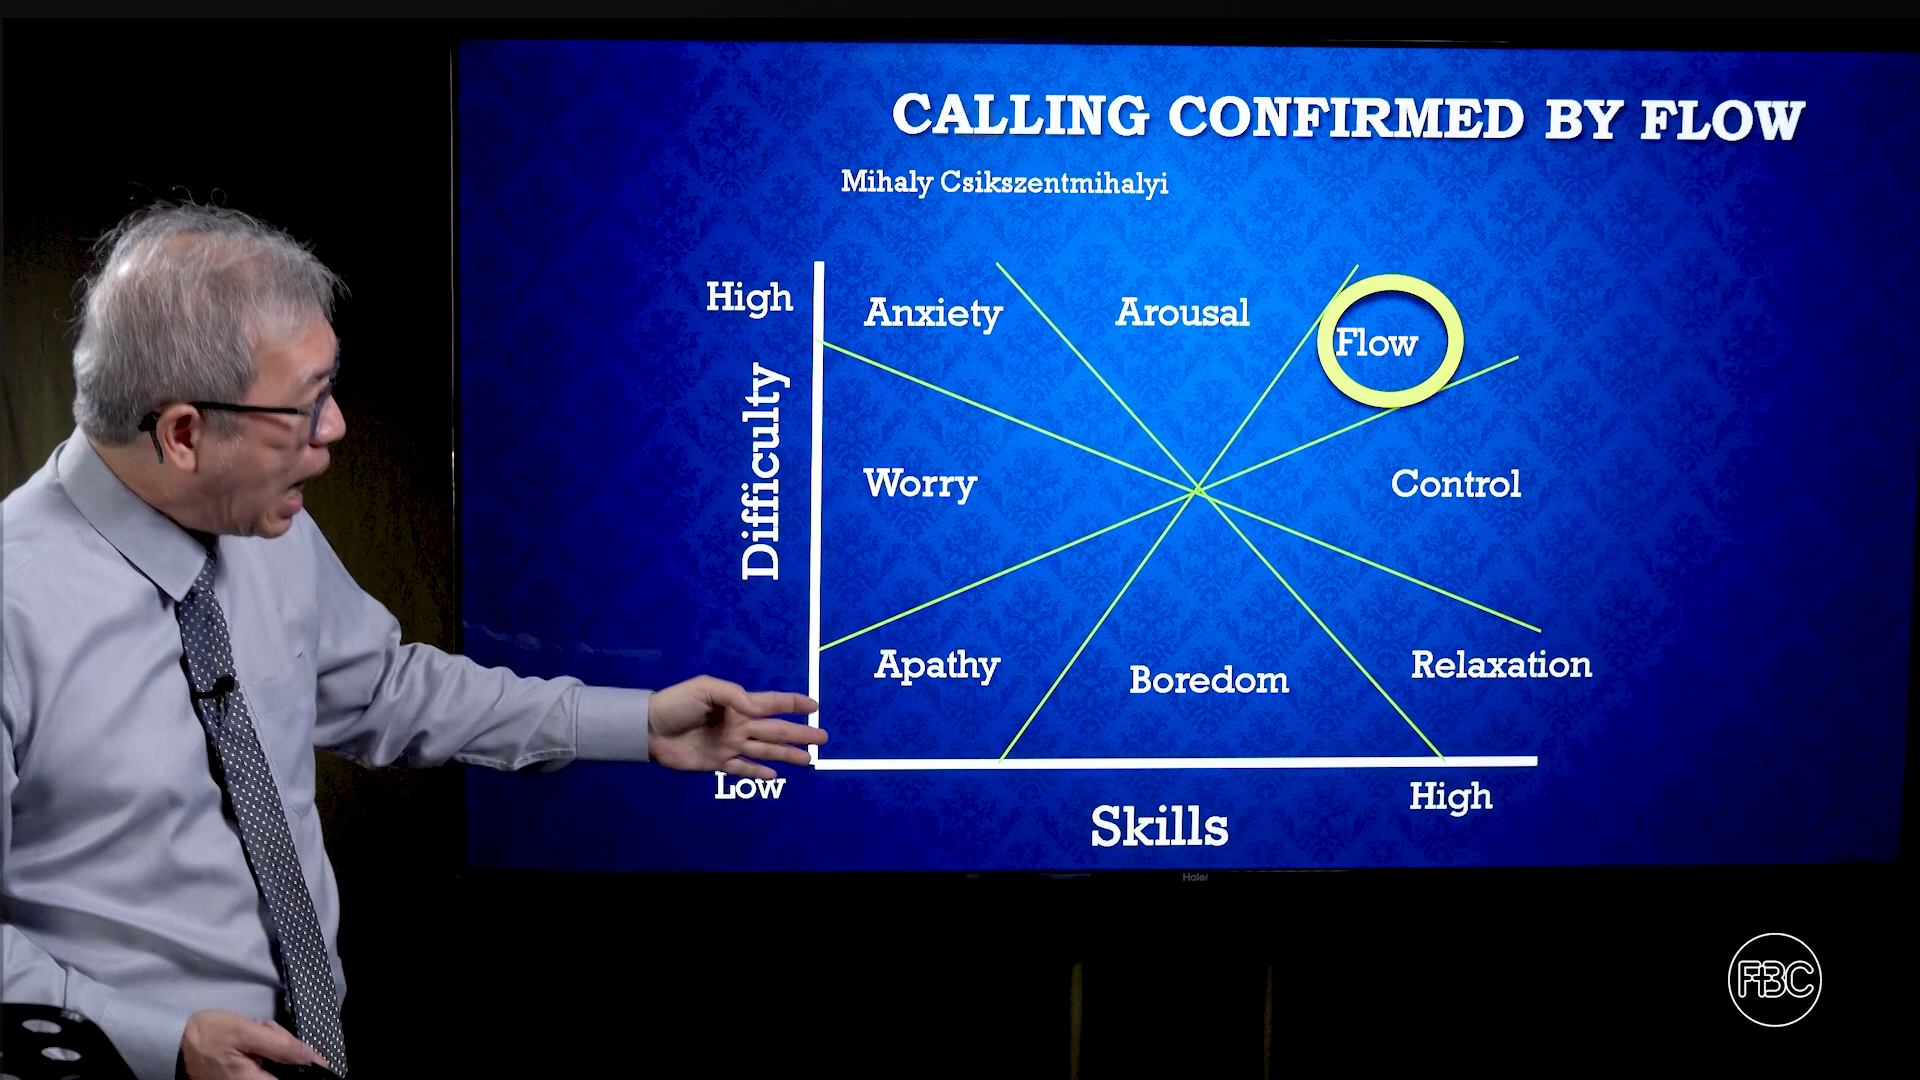 CALLING CONFIRMED BY FLOW
Mihaly Csikszentmihalyi
High
Anxiety
Arousal
Flow
Difficulty
Worry
Control
Apathy
Boredom
Relaxation
Low
High
Skills
Haier
FBC